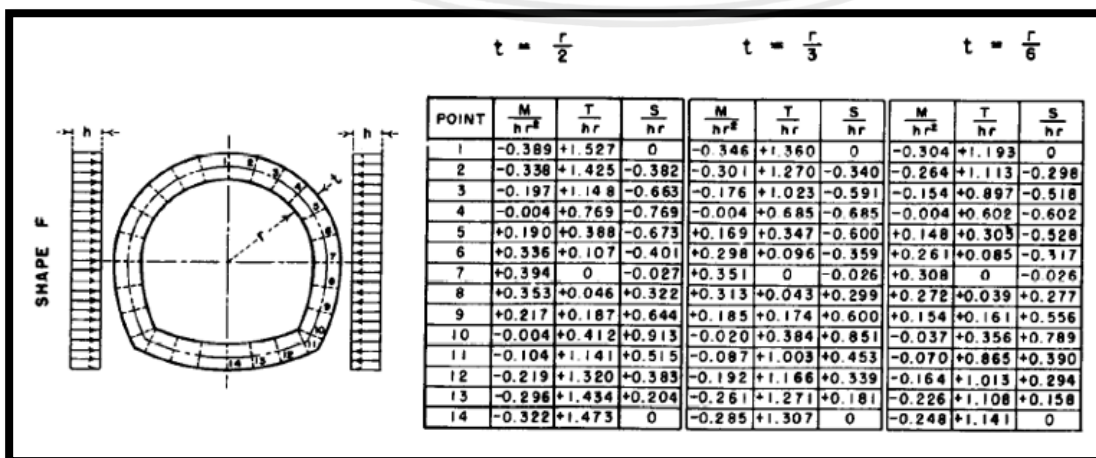 t = r/2 t = r/3 t = r/6
h h
SHAPE F
1 2 3 4 5 6 7 8 9 10 11 12 13 14
t
r
POINT M/hr² T/hr S/hr M/hr² T/hr S/hr M/hr² T/hr S/hr
1 -0.389 +1.527 0 -0.346 +1.360 0 -0.304 +1.193 0
2 -0.338 +1.425 -0.382 -0.301 +1.270 -0.340 -0.264 +1.113 -0.298
3 -0.197 +1.148 -0.663 -0.176 +1.023 -0.591 -0.154 +0.897 -0.518
4 -0.004 +0.769 -0.769 -0.004 +0.685 -0.685 -0.004 +0.602 -0.602
5 +0.190 +0.388 -0.673 +0.169 +0.347 -0.600 +0.148 +0.305 -0.528
6 +0.336 +0.107 -0.401 +0.298 +0.096 -0.359 +0.261 +0.085 -0.317
7 +0.394 0 -0.027 +0.351 0 -0.026 +0.308 0 -0.026
8 +0.353 +0.046 +0.322 +0.313 +0.043 +0.299 +0.272 +0.039 +0.277
9 +0.217 +0.187 +0.644 +0.185 +0.174 +0.600 +0.154 +0.161 +0.556
10 -0.004 +0.412 +0.913 -0.020 +0.384 +0.851 -0.037 +0.356 +0.789
11 -0.104 +1.141 +0.515 -0.087 +1.003 +0.453 -0.070 +0.865 +0.390
12 -0.219 +1.320 +0.383 -0.192 +1.166 +0.339 -0.164 +1.013 +0.294
13 -0.296 +1.434 +0.204 -0.261 +1.271 +0.181 -0.226 +1.108 +0.158
14 -0.322 +1.473 0 -0.285 +1.307 0 -0.248 +1.141 0